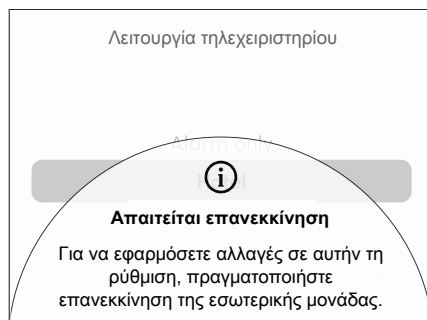 Λειτουργία τηλεχειριστηρίου
Alarm only
Απαιτείται επανεκκίνηση
Για να εφαρμόσετε αλλαγές σε αυτήν τη
ρύθμιση, πραγματοποιήστε
επανεκκίνηση της εσωτερικής μονάδας.